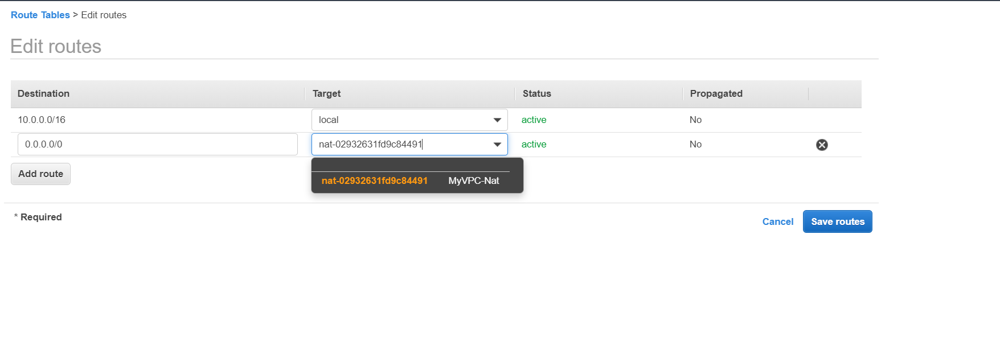 Route Tables > Edit routes
Edit routes
Destination Target Status Propagated
10.0.0.0/16 local active No
0.0.0.0/0 nat-02932631fd9c84491 active No
Add route
nat-02932631fd9c84491 MyVPC-Nat
* Required
Cancel Save routes